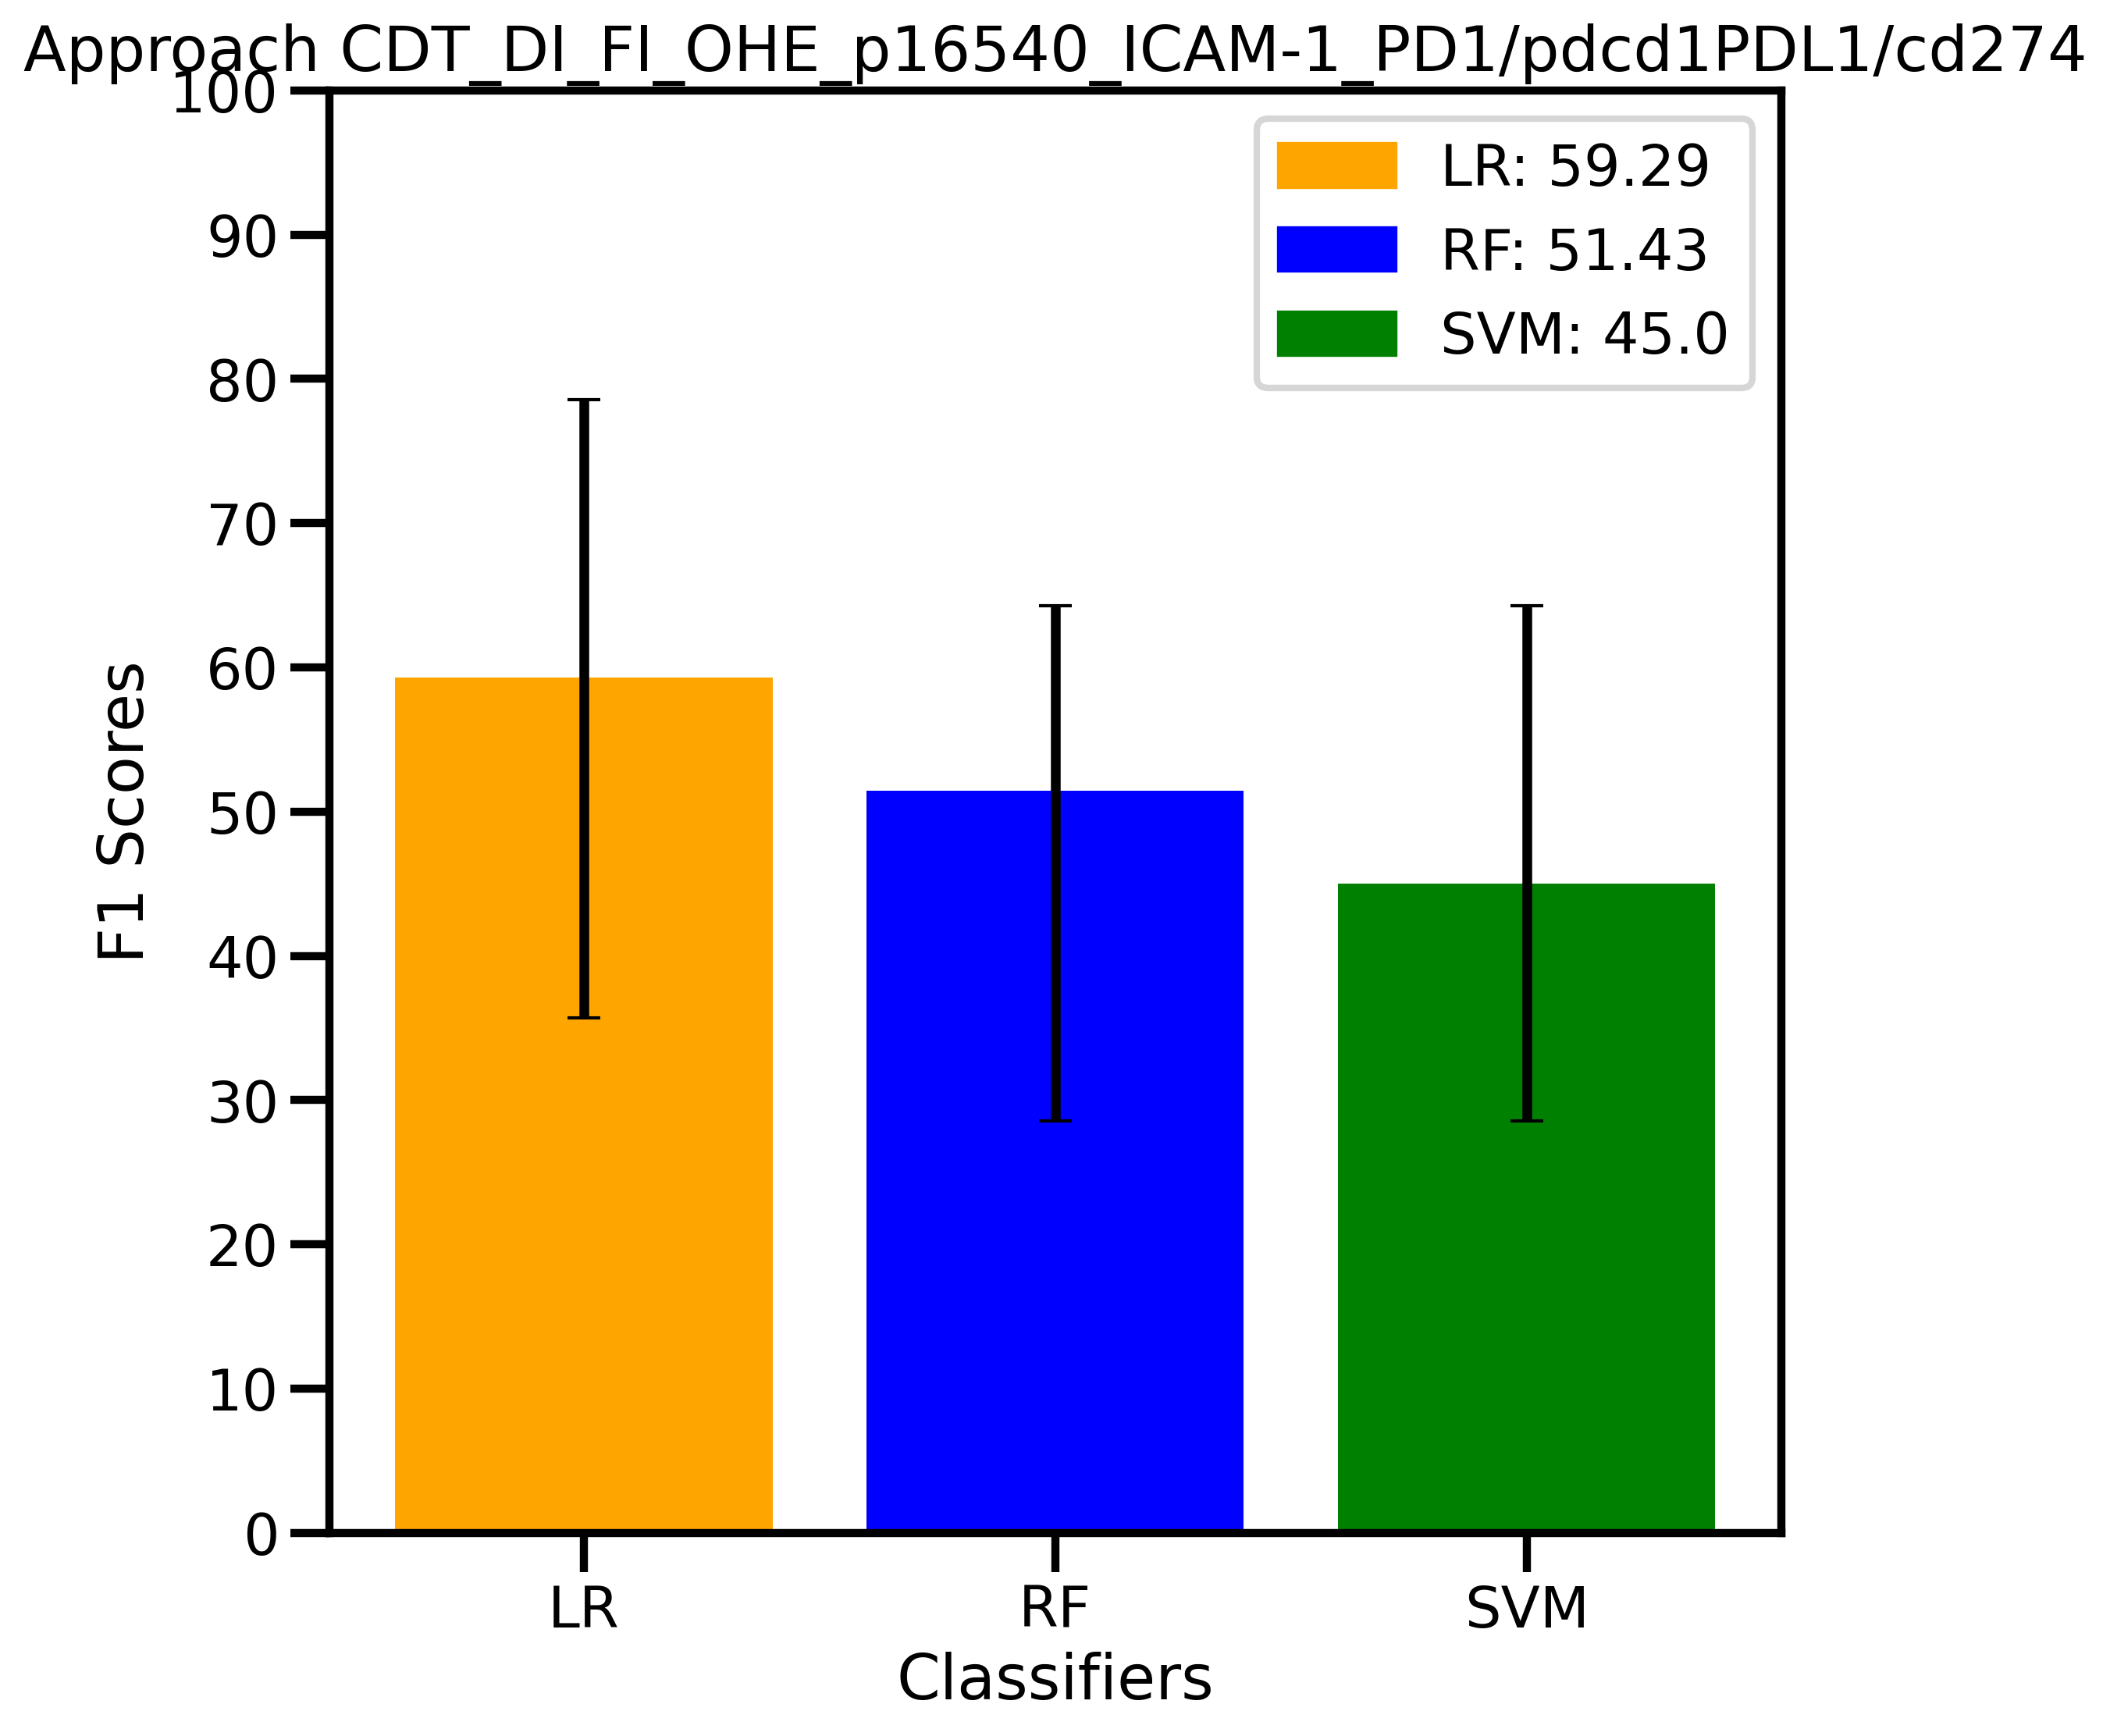 Approach CDT_DI_FI_OHE_p16540_ICAM-1_PD1/pdcd1PDL1/cd274
100
90
80
70
60
50
40
30
20
10
0
F1 Scores
LR: 59.29
RF: 51.43
SVM: 45.0
LR RF SVM
Classifiers